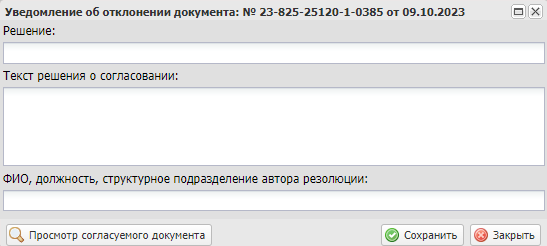 Уведомление об отклонении документа: № 23-825-25120-1-0385 от 09.10.2023
Решение:
Текст решения о согласовании:
ФИО, должность, структурное подразделение автора резолюции:
Просмотр согласуемого документа Сохранить Закрыть